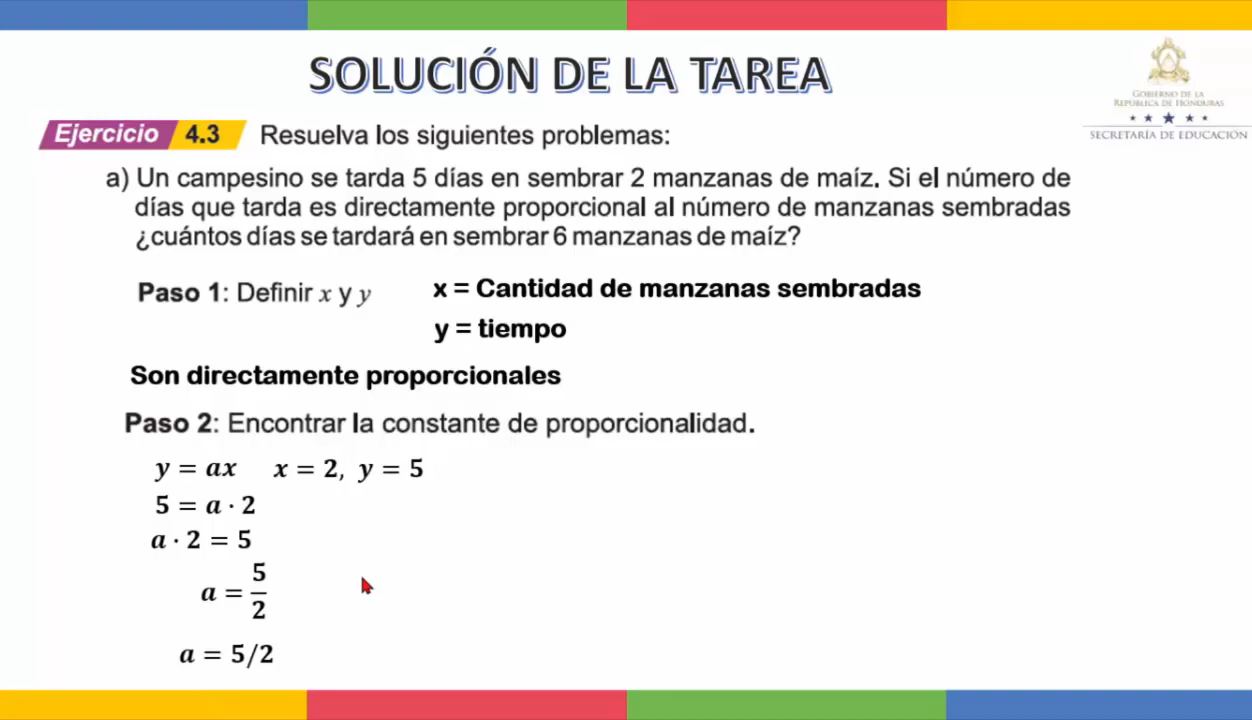 SOLUCIÓN DE LA TAREA
GOBIERNO DE LA
REPÚBLICA DE HONDURAS
SECRETARÍA DE EDUCACIÓN
Ejercicio 4.3 Resuelva los siguientes problemas:
a) Un campesino se tarda 5 días en sembrar 2 manzanas de maíz. Si el número de
días que tarda es directamente proporcional al número de manzanas sembradas
¿cuántos días se tardará en sembrar 6 manzanas de maíz?
Paso 1: Definir x y y x = Cantidad de manzanas sembradas
y = tiempo
Son directamente proporcionales
Paso 2: Encontrar la constante de proporcionalidad.
y = ax x = 2, y = 5
5 = a · 2
a · 2 = 5
a = 5/2
a = 5/2